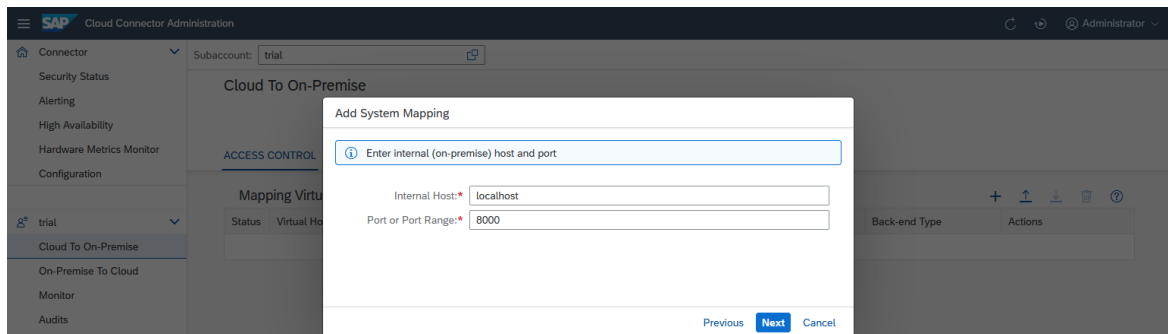 SAP Cloud Connector Administration Administrator
Connector
Security Status
Alerting
High Availability
Hardware Metrics Monitor
Configuration
trial
Cloud To On-Premise
On-Premise To Cloud
Monitor
Audits
Subaccount: trial
Cloud To On-Premise
ACCESS CONTROL
Mapping Virtu
Status Virtual Ho Back-end Type Actions
Add System Mapping
Enter internal (on-premise) host and port
Internal Host:* localhost
Port or Port Range:* 8000
Previous Next Cancel